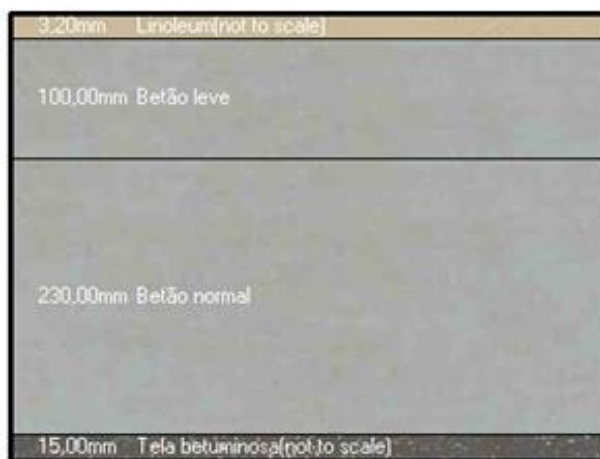 3,20mm Linoleum(not to scale)
100,00mm Betão leve
230,00mm Betão normal
15,00mm Tela betuminosa(not to scale)